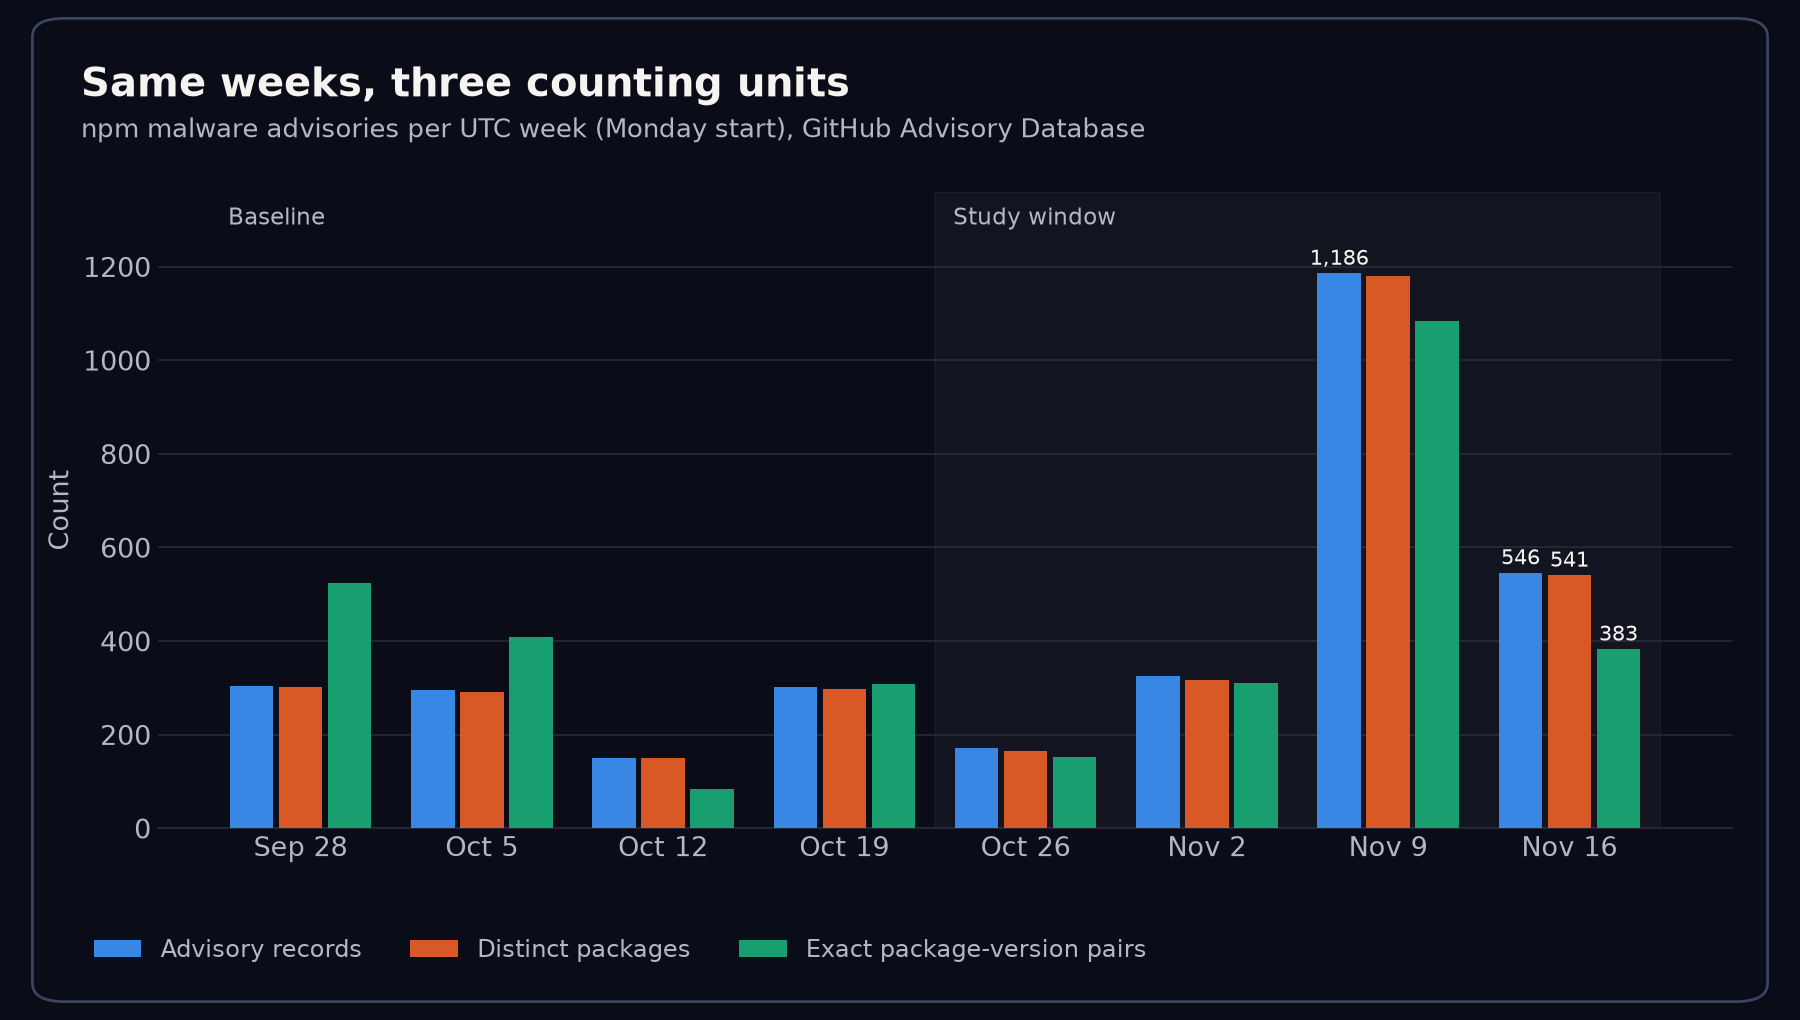 Same weeks, three counting units
npm malware advisories per UTC week (Monday start), GitHub Advisory Database
Baseline
Study window
1200
1000
800
600
400
200
0
Count
1,186
546
541
383
Sep 28
Oct 5
Oct 12
Oct 19
Oct 26
Nov 2
Nov 9
Nov 16
Advisory records
Distinct packages
Exact package-version pairs